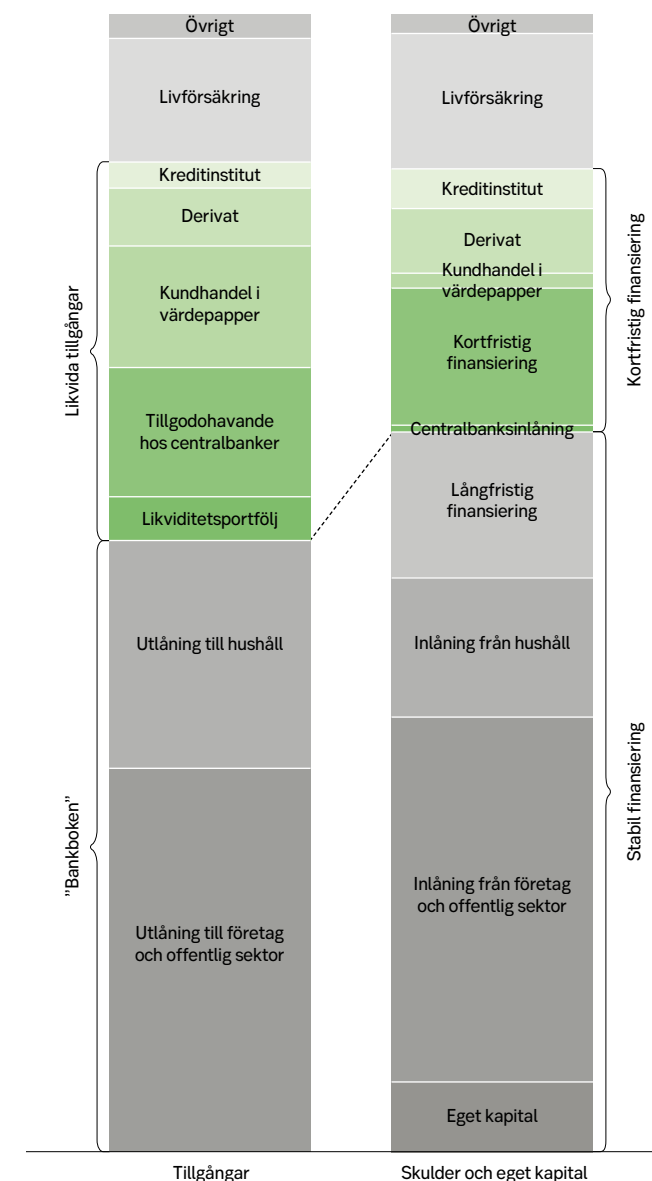 Övrigt
Livförsäkring
Kreditinstitut
Derivat
Kundhandel i
värdepapper
Tillgodohavande
hos centralbanker
Likviditetsportfölj
Utlåning till hushåll
Utlåning till företag
och offentlig sektor
Likvida tillgångar
”Bankboken”
Tillgångar
Övrigt
Livförsäkring
Kreditinstitut
Derivat
Kundhandel i
värdepapper
Kortfristig
finansiering
Centralbanksinlåning
Långfristig
finansiering
Inlåning från hushåll
Inlåning från företag
och offentlig sektor
Eget kapital
Kortfristig finansiering
Stabil finansiering
Skulder och eget kapital